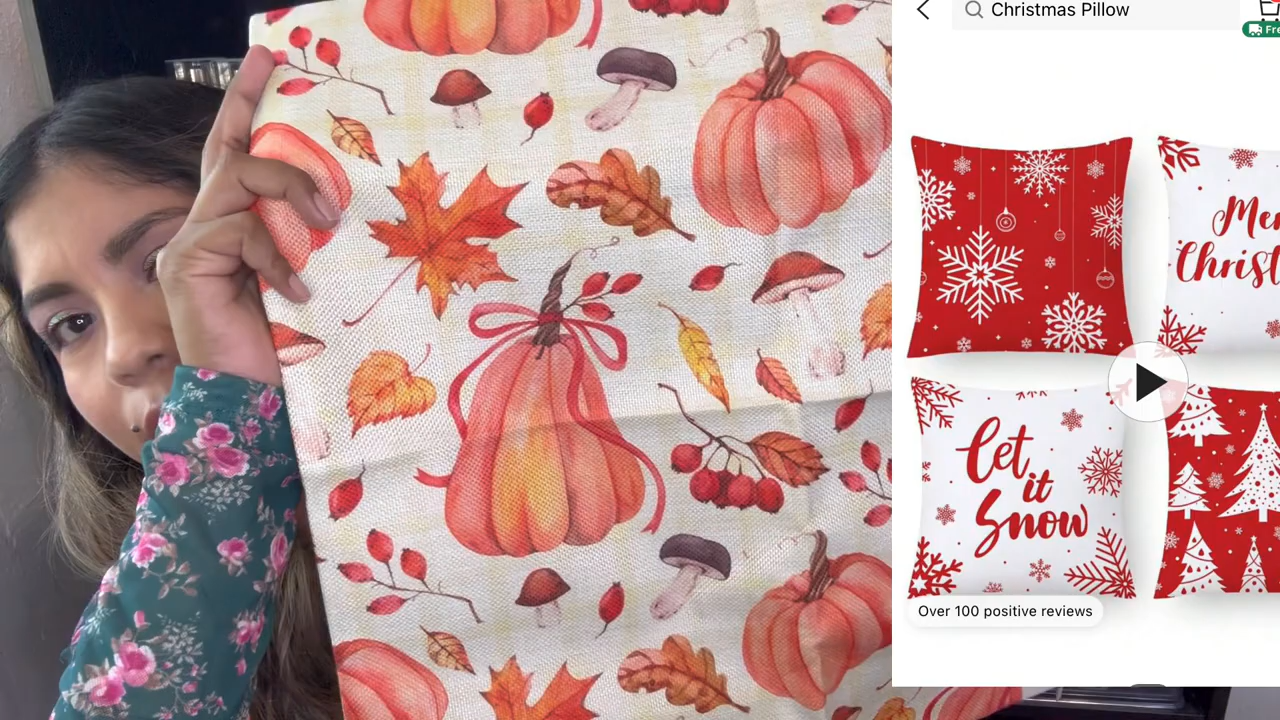 Christmas Pillow
Let
it
Snow
Over 100 positive reviews